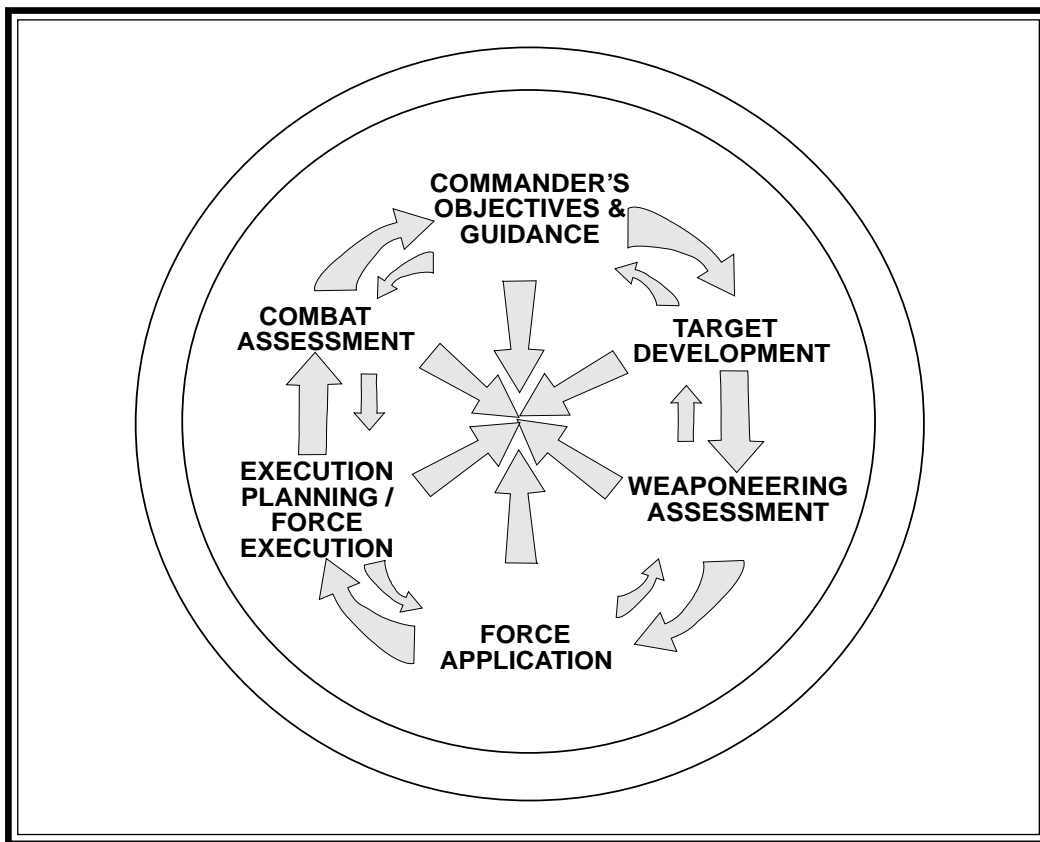 COMMANDER'S
OBJECTIVES &
GUIDANCE
TARGET
DEVELOPMENT
WEAPONEERING
ASSESSMENT
FORCE
APPLICATION
EXECUTION
PLANNING /
FORCE
EXECUTION
COMBAT
ASSESSMENT